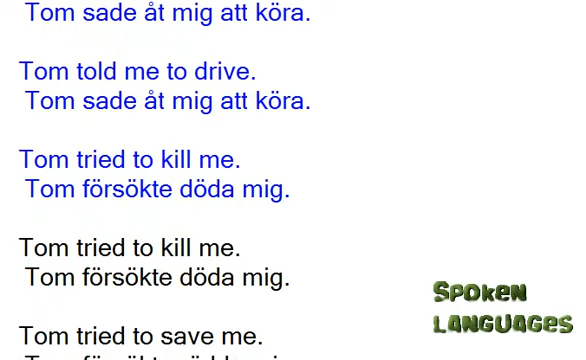 Tom sade åt mig att köra.
Tom told me to drive.
Tom sade åt mig att köra.
Tom tried to kill me.
Tom försökte döda mig.
Tom tried to kill me.
Tom försökte döda mig.
Tom tried to save me.
Tom
Spoken
Languages